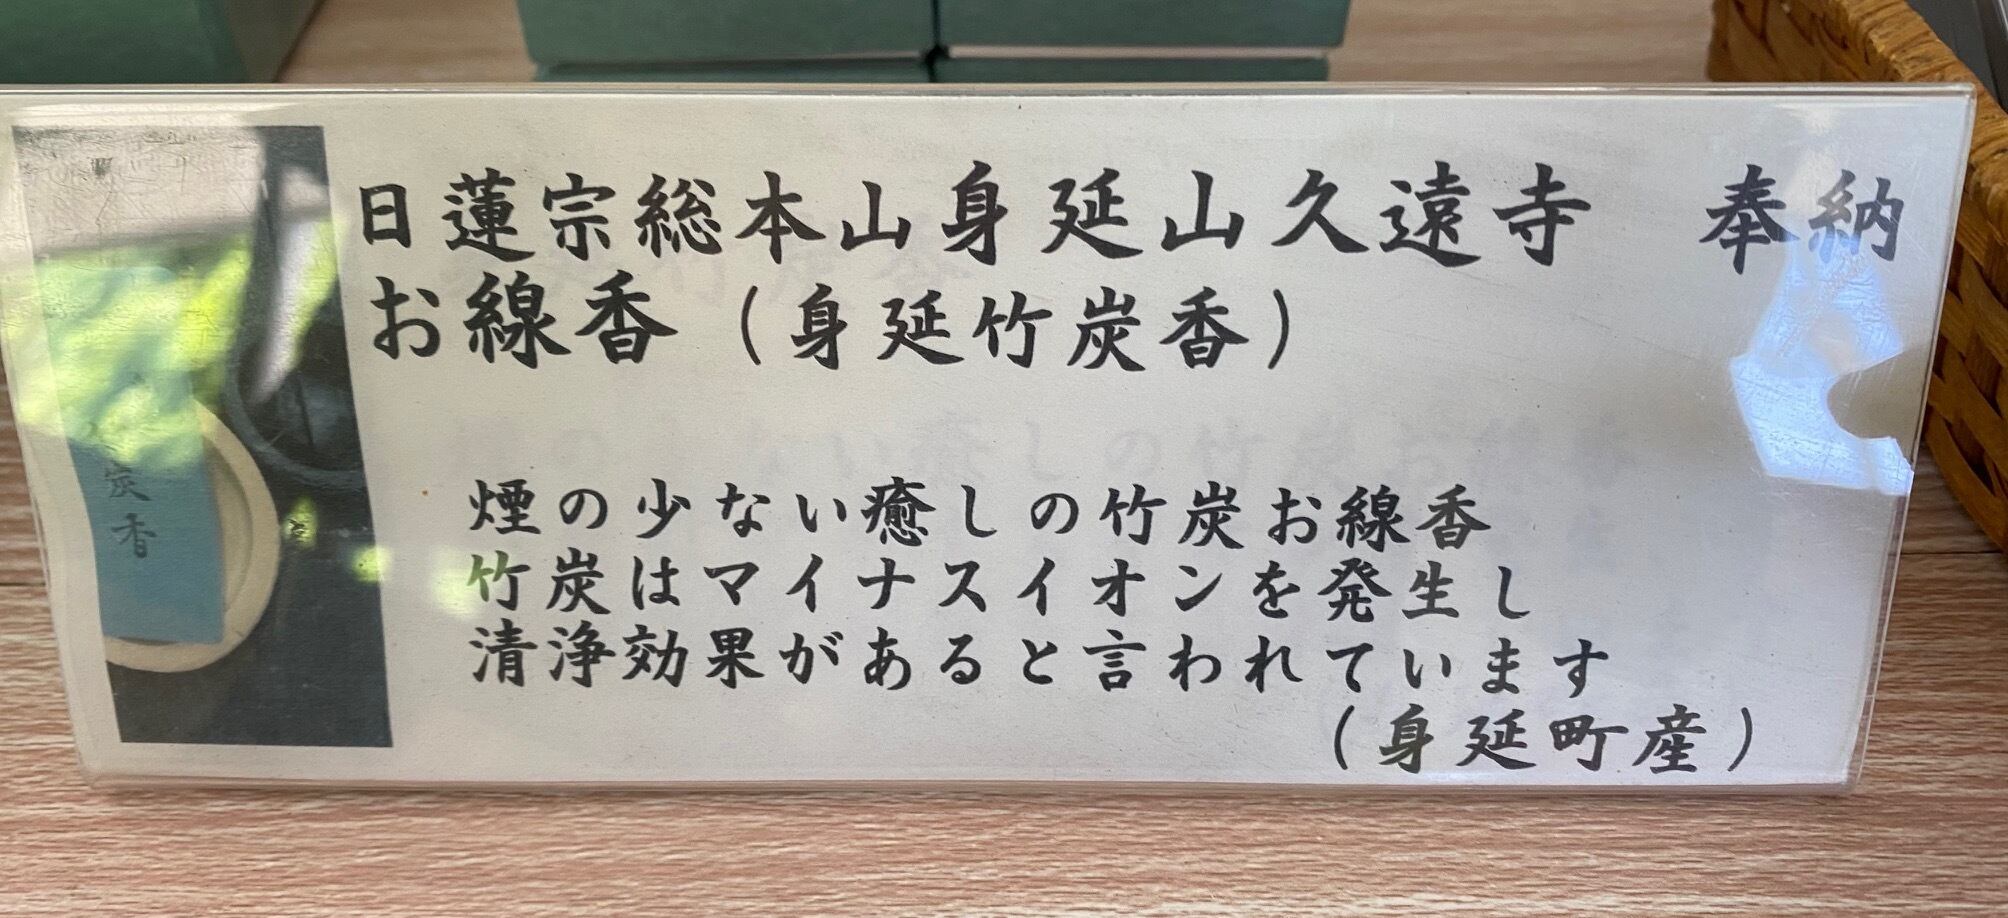 日蓮宗総本山身延山久遠寺　奉納
お線香（身延竹炭香）
煙の少ない癒しの竹炭お線香
竹炭はマイナスイオンを発生し
清浄効果があると言われています
（身延町産）
炭香